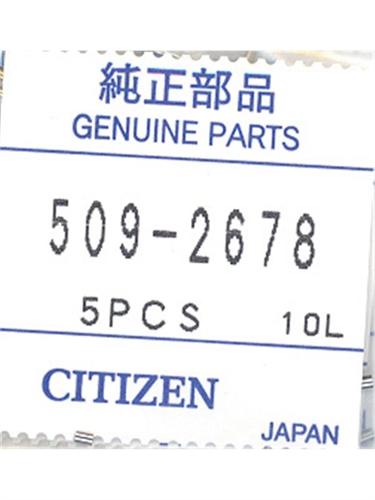 純正部品
GENUINE PARTS
509-2678
5PCS 10L
CITIZEN
JAPAN